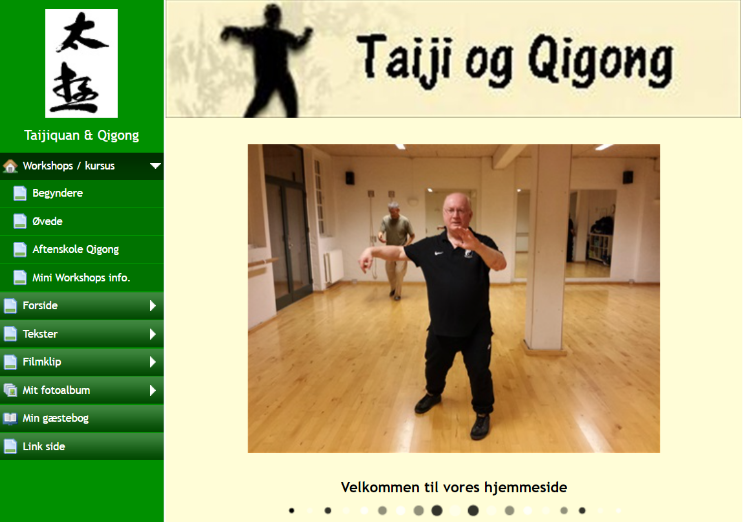 太
極
Taijiquan & Qigong
Workshops / kursus
Begyndere
Øvede
Aftenskole Qigong
Mini Workshops info.
Forside
Tekster
Filmklip
Mit fotoalbum
Min gæstebog
Link side
Taiji og Qigong
Velkommen til vores hjemmeside